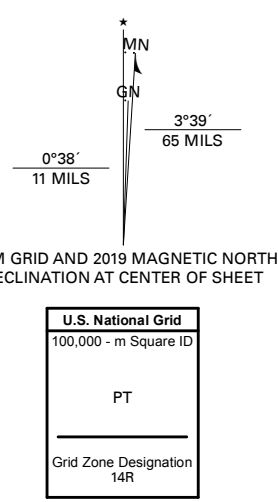 ★
MN
GN
3°39´
65 MILS
0°38´
11 MILS
M GRID AND 2019 MAGNETIC NORTH
ECLINATION AT CENTER OF SHEET
U.S. National Grid
100,000 - m Square ID
PT
Grid Zone Designation
14R